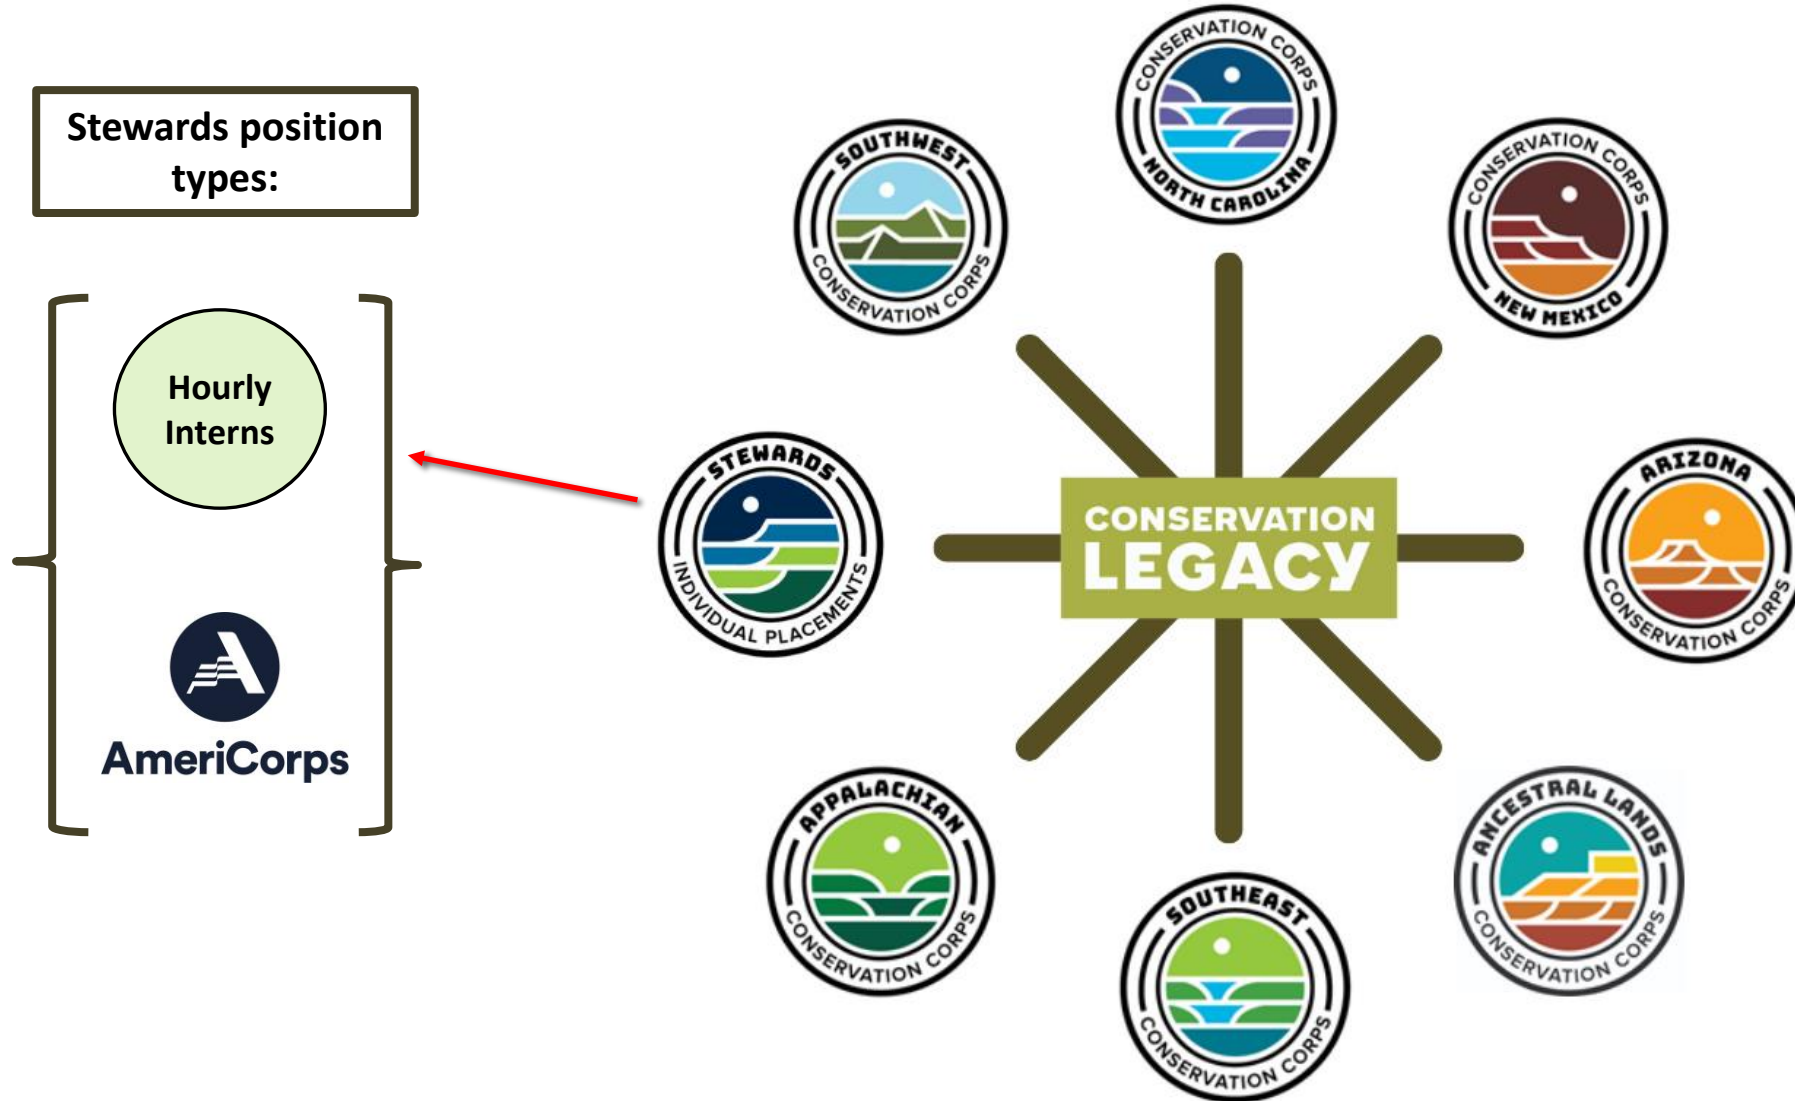 Stewards position
types:
Hourly
Interns
AmeriCorps
CONSERVATION CORPS
NORTH CAROLINA
SOUTHWEST
CONSERVATION CORPS
CONSERVATION CORPS
NEW MEXICO
STEWARDS
INDIVIDUAL PLACEMENTS
CONSERVATION
LEGACY
ARIZONA
CONSERVATION CORPS
APPALACHIAN
CONSERVATION CORPS
SOUTHEAST
CONSERVATION CORPS
ANCESTRAL LANDS
CONSERVATION CORPS